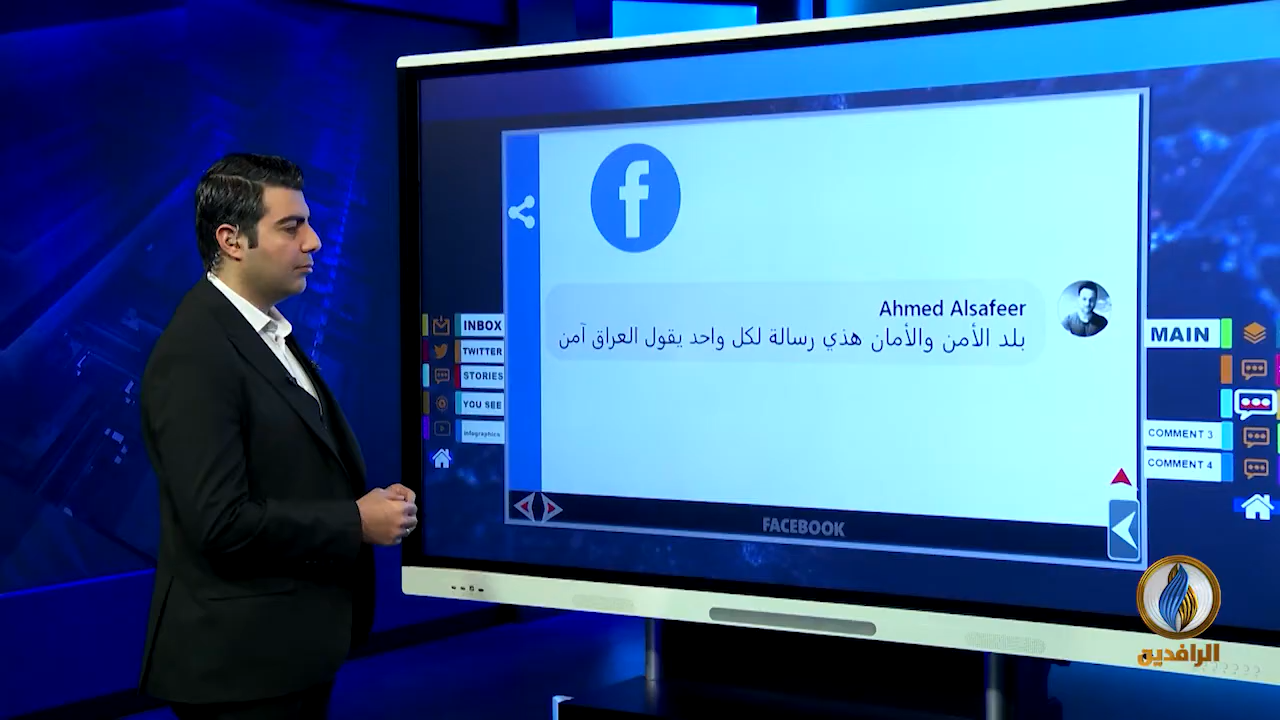 Ahmed Alsafeer
بلد الأمن والأمان هذي رسالة لكل واحد يقول العراق آمن
INBOX
TWITTER
STORIES
YOU SEE
infographics
MAIN
COMMENT 3
COMMENT 4
FACEBOOK
الرافدين